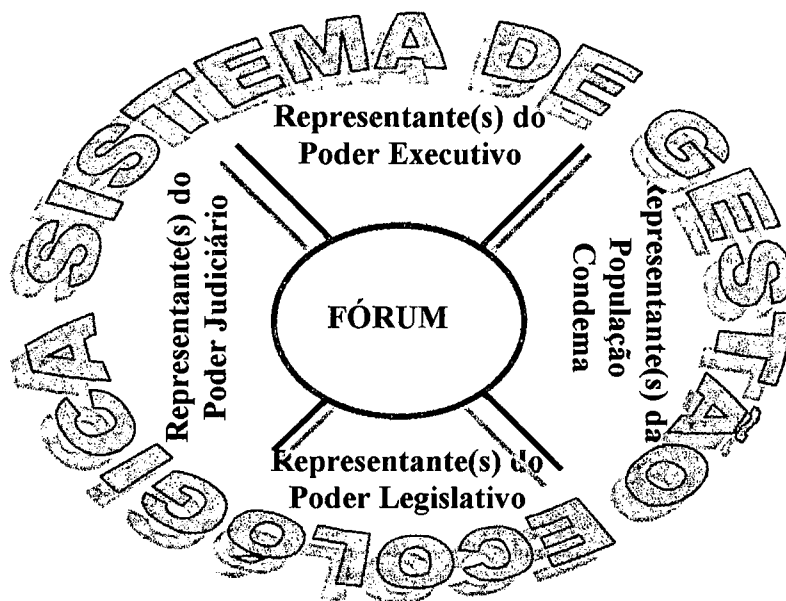 SISTEMA DE GESTÃO ECOLÓGICA
Representante(s) do
Poder Executivo
Representante(s) do
Poder Judiciário
FÓRUM
Representante(s) da
População
Condema
Representante(s) do
Poder Legislativo